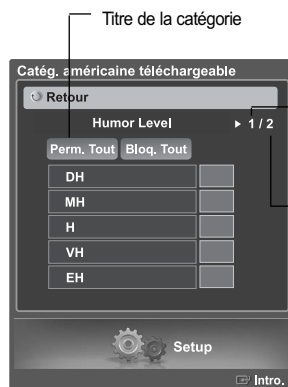 Titre de la catégorie
Catég. américaine téléchargeable
Retour
Humor Level ► 1 / 2
Perm. Tout Bloq. Tout
DH
MH
H
VH
EH
Setup
Intro.